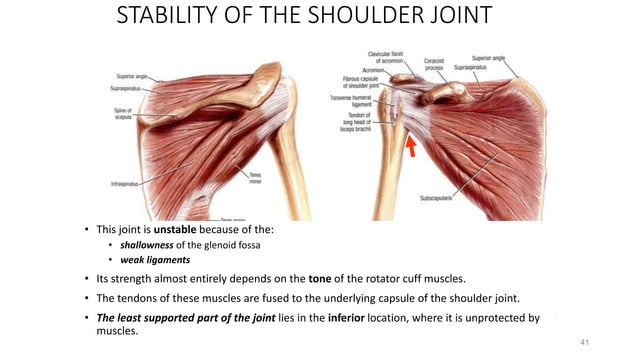 STABILITY OF THE SHOULDER JOINT
Superior angle
Supraspinatus
Spine of
scapula
Infraspinatus
Teres
minor
Clavicular facet
of acromion
Acromion
Fibrous capsule
of shoulder joint
Transverse humeral
ligament
Tendon of
long head of
biceps brachii
Coracoid
process
Superior angle
Supraspinatus
Subscapularis
• This joint is unstable because of the:
• shallowness of the glenoid fossa
• weak ligaments
• Its strength almost entirely depends on the tone of the rotator cuff muscles.
• The tendons of these muscles are fused to the underlying capsule of the shoulder joint.
• The least supported part of the joint lies in the inferior location, where it is unprotected by
muscles.
41